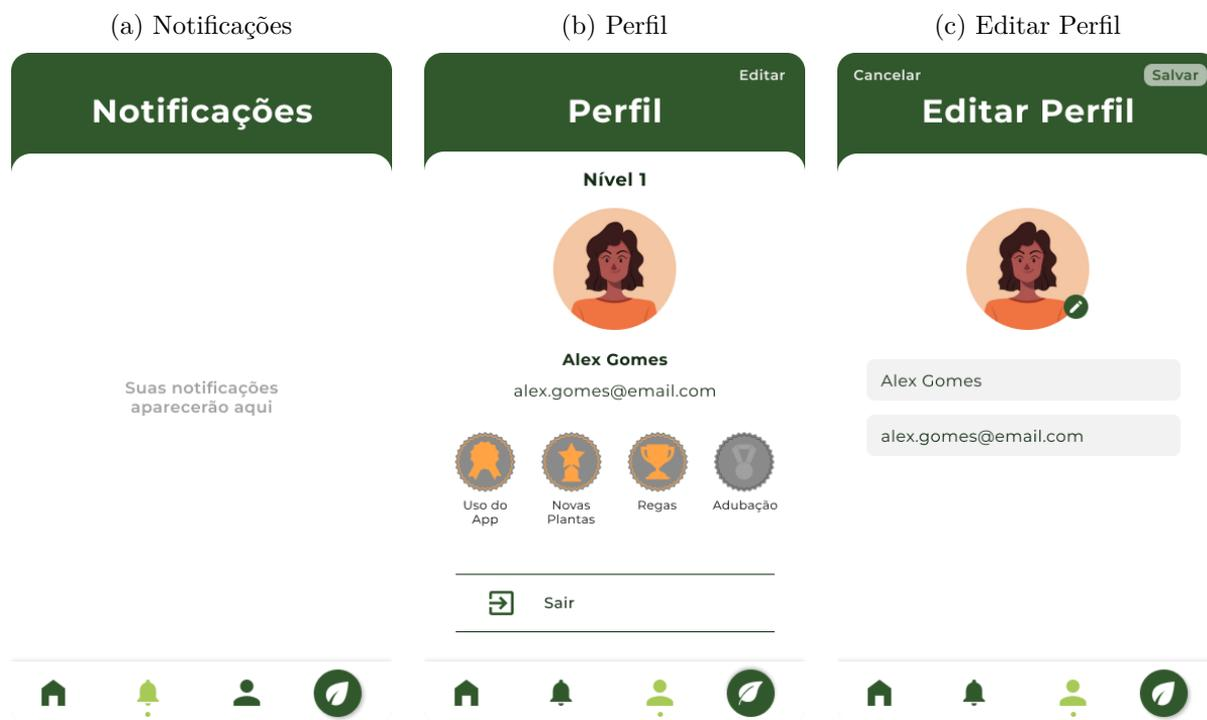 (a) Notificações
Notificações
Suas notificações
aparecerão aqui
(b) Perfil
Editar
Perfil
Nível 1
Alex Gomes
alex.gomes@email.com
Uso do
App
Novas
Plantas
Regas
Adubação
Sair
(c) Editar Perfil
Cancelar
Salvar
Editar Perfil
Alex Gomes
alex.gomes@email.com